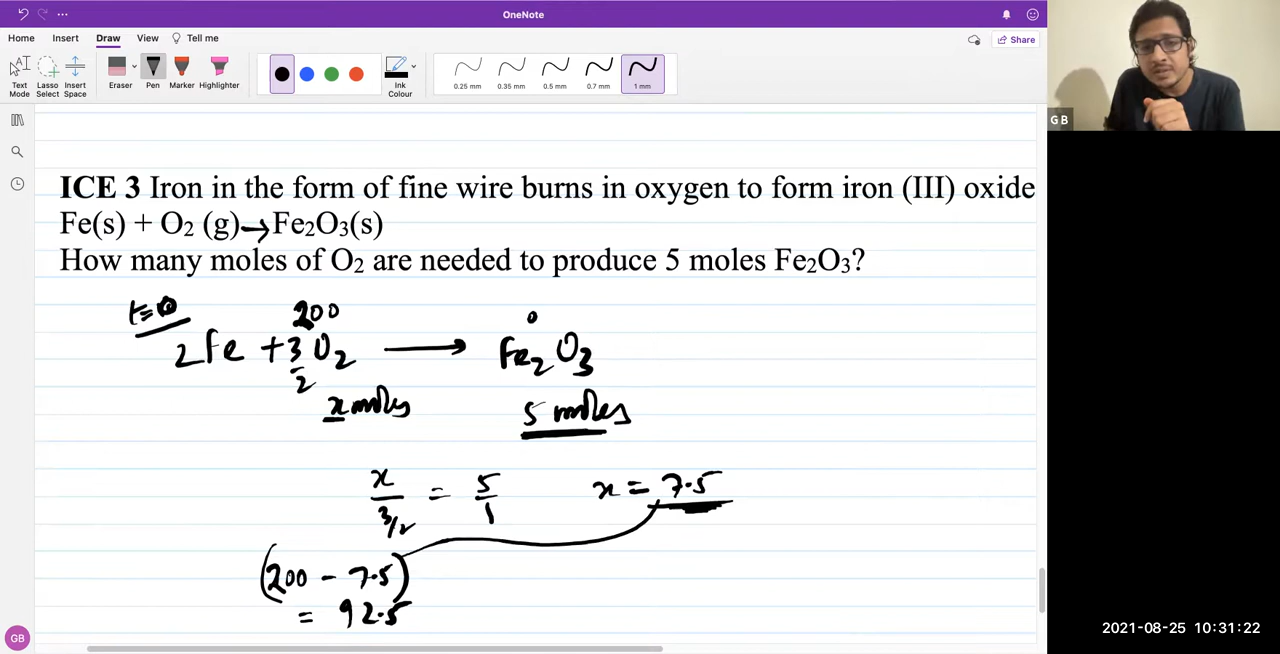 OneNote
Home Insert Draw View Tell me
Share
Text Mode
Lasso Select
Insert Space
Eraser
Pen
Marker
Highlighter
Ink Colour
0.25 mm
0.35 mm
0.5 mm
0.7 mm
1 mm
G B
ICE 3 Iron in the form of fine wire burns in oxygen to form iron (III) oxide
Fe(s) + O₂ (g)→Fe₂O₃(s)
How many moles of O₂ are needed to produce 5 moles Fe₂O₃?
t=0 200 0
2Fe + 3/2 O₂ → Fe₂O₃
x moles 5 moles
x/(3/2) = 5/1 x = 7.5
(200 - 7.5)
= 92.5
GB
2021-08-25 10:31:22